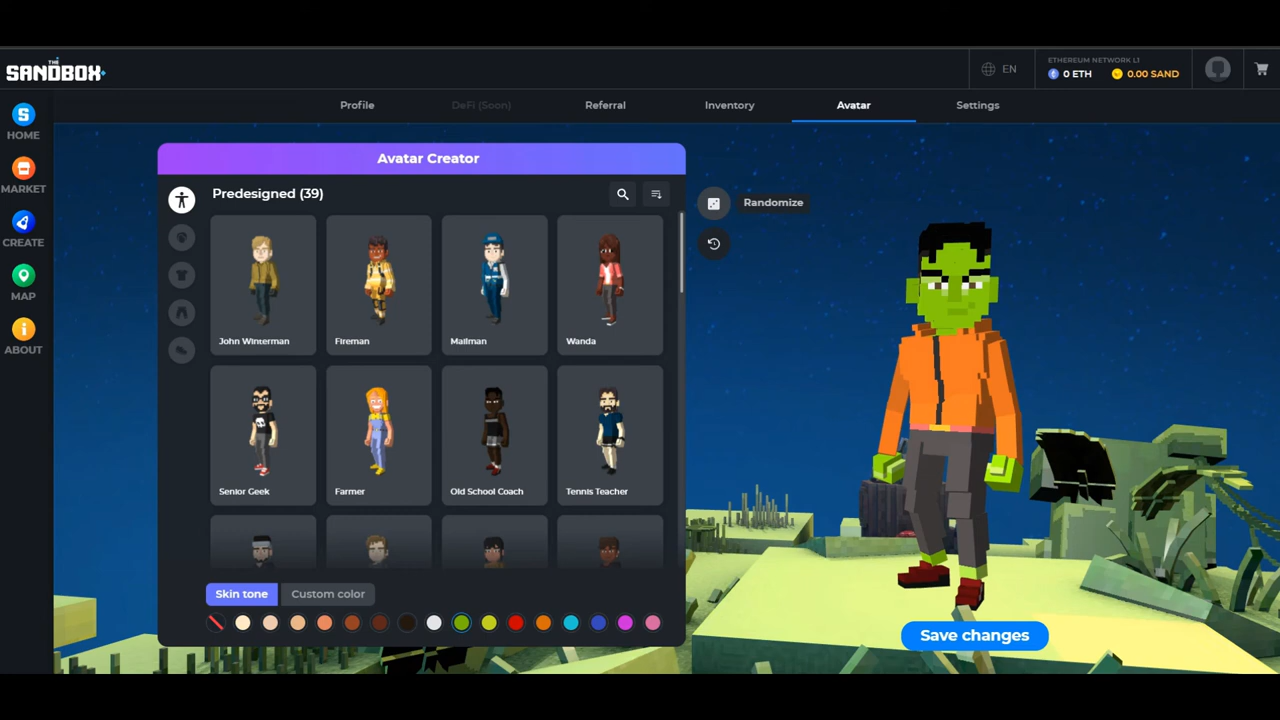 THE
SANDBOX
EN
ETHEREUM NETWORK L1
0 ETH
0.00 SAND
Profile
DeFi (Soon)
Referral
Inventory
Avatar
Settings
S
HOME
MARKET
CREATE
MAP
ABOUT
Avatar Creator
Predesigned (39)
Randomize
John Winterman
Fireman
Mailman
Wanda
Senior Geek
Farmer
Old School Coach
Tennis Teacher
Skin tone
Custom color
Save changes